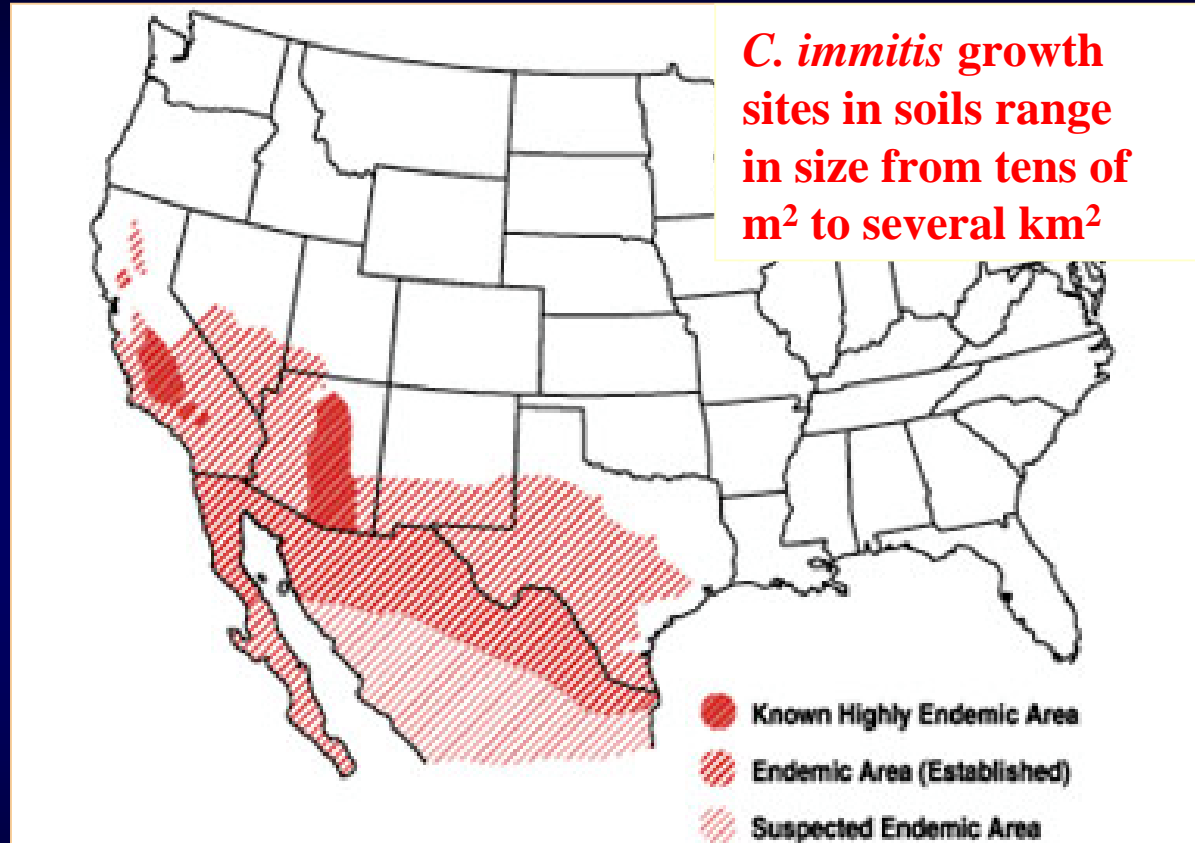 C. immitis growth
sites in soils range
in size from tens of
m² to several km²
Known Highly Endemic Area
Endemic Area (Established)
Suspected Endemic Area